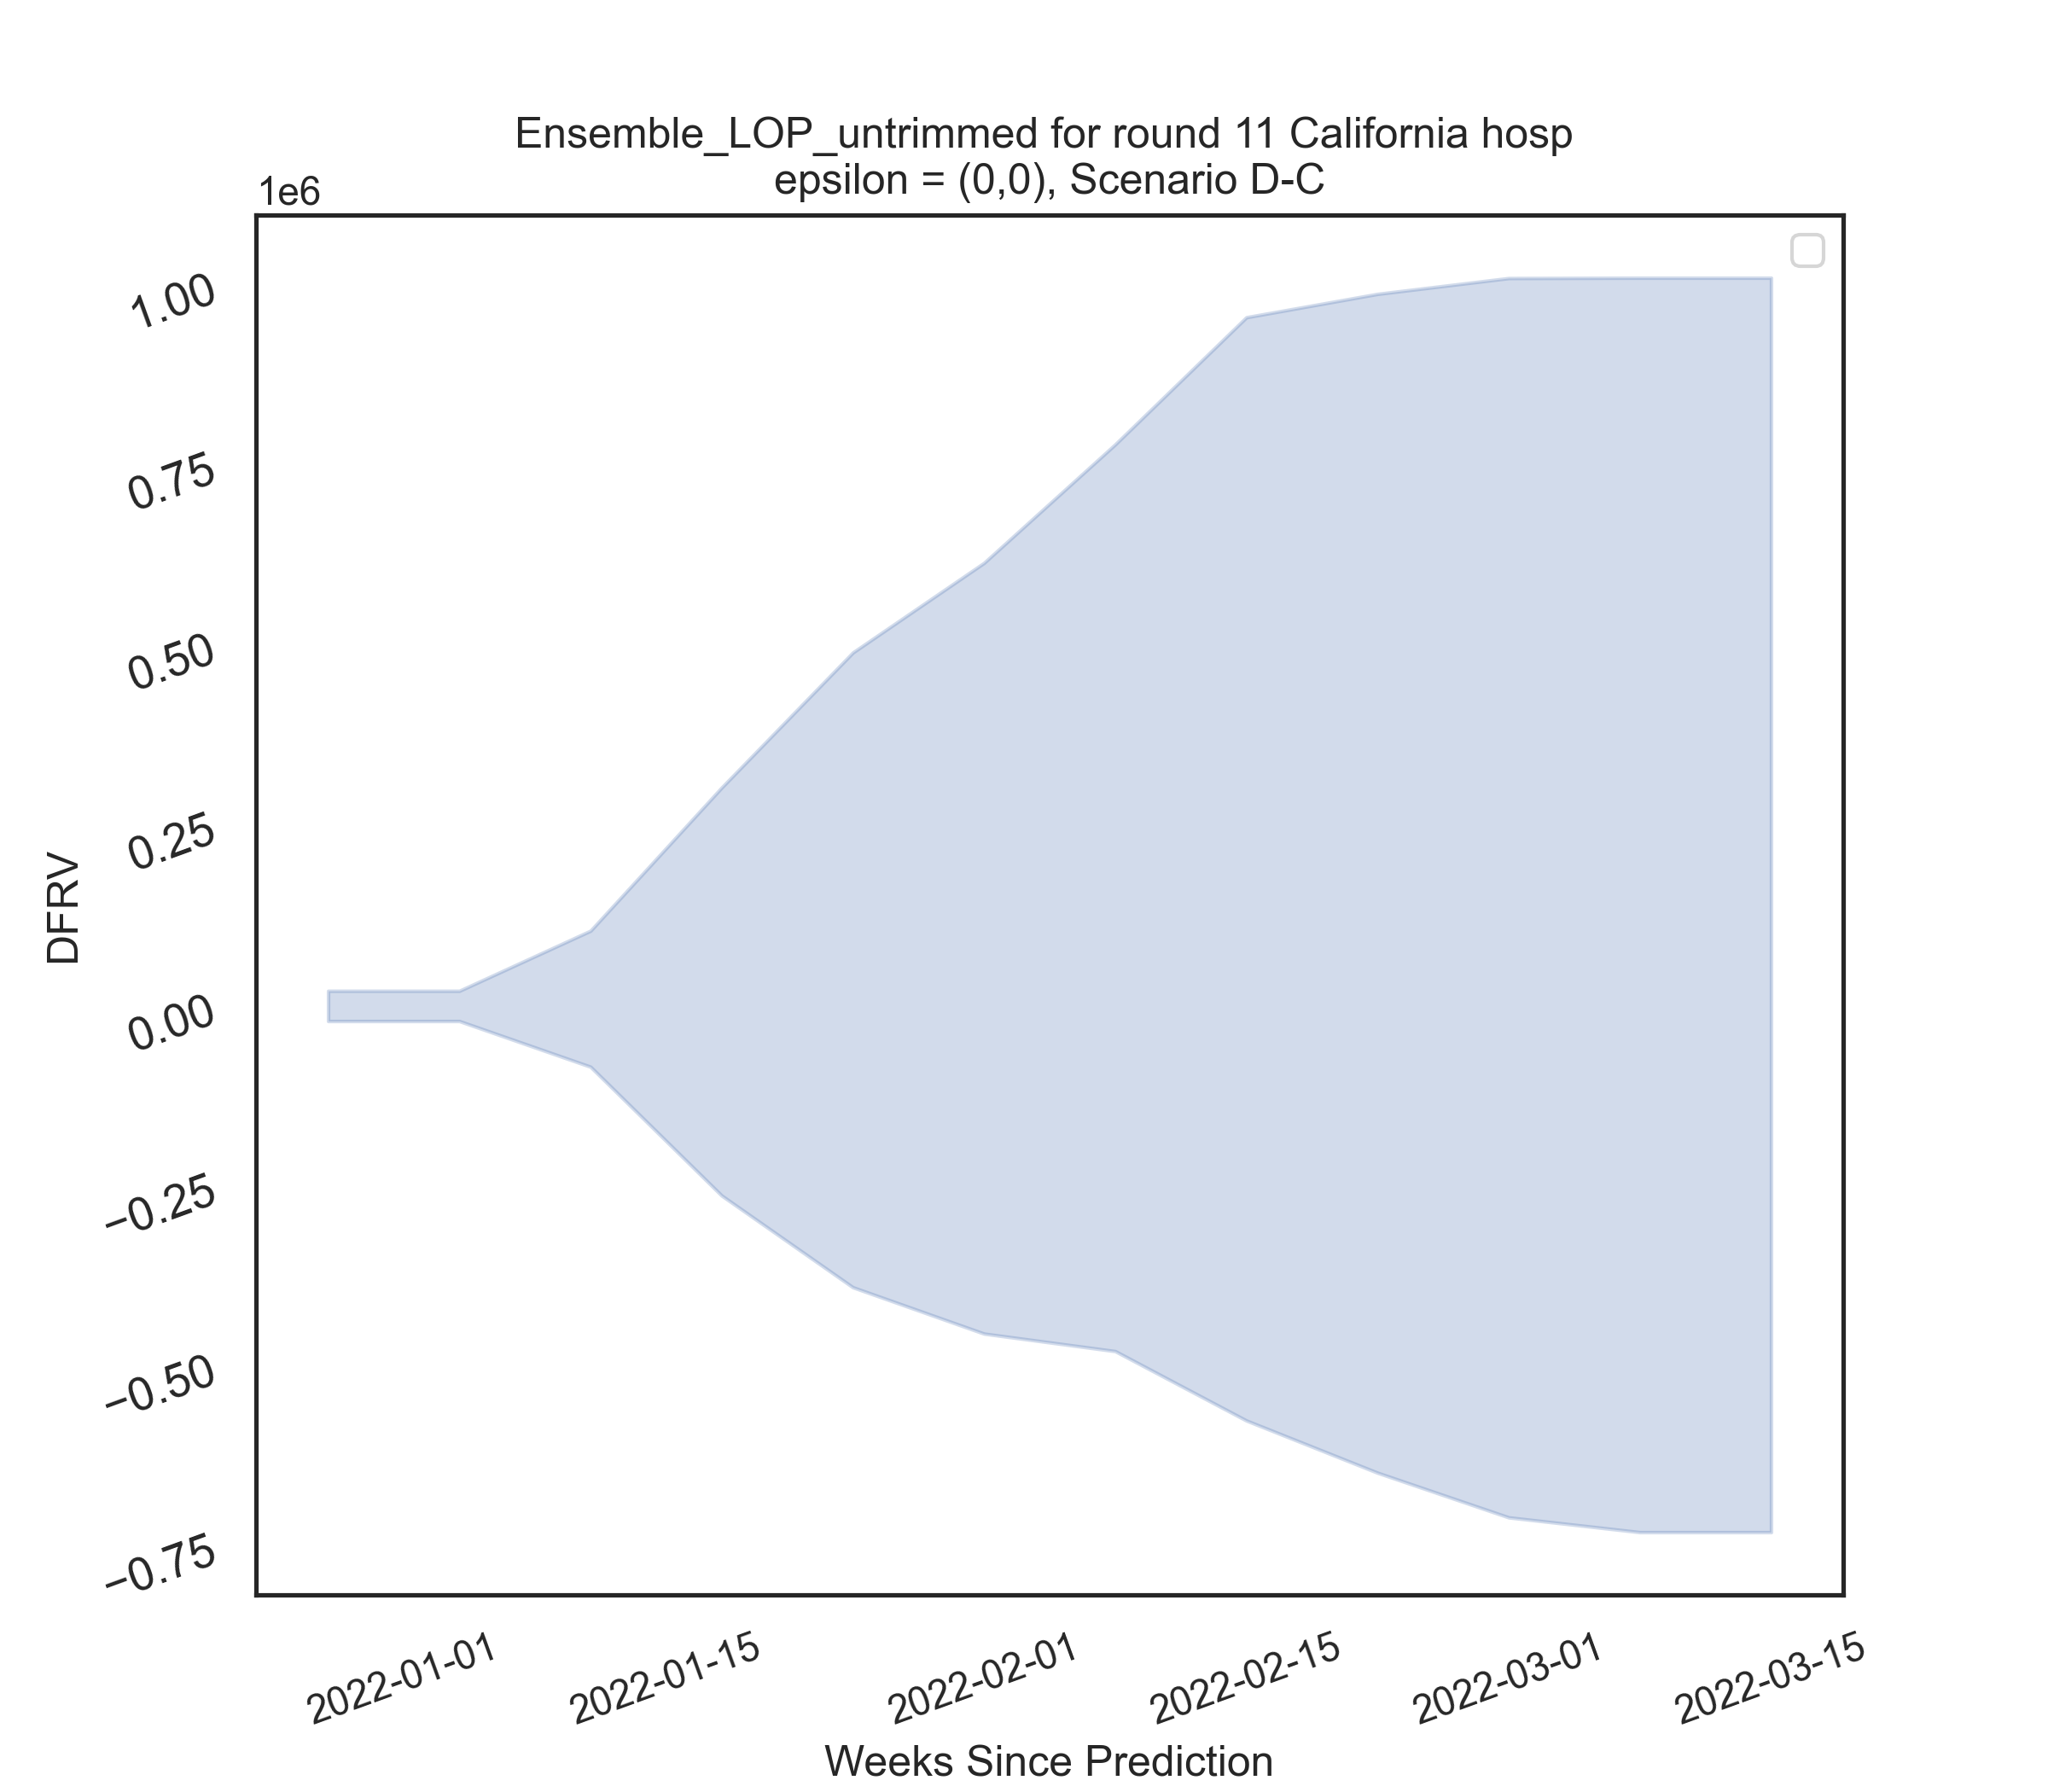 Ensemble_LOP_untrimmed for round 11 California hosp
epsilon = (0,0), Scenario D-C
1e6
1.00
0.75
0.50
0.25
0.00
−0.25
−0.50
−0.75
DFRV
2022-01-01
2022-01-15
2022-02-01
2022-02-15
2022-03-01
2022-03-15
Weeks Since Prediction